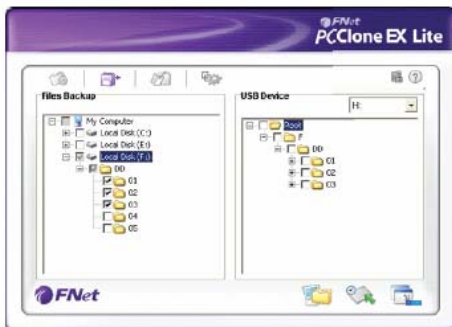 FNet
PCClone EX Lite
Files Backup
USB Device
H:
My Computer
Local Disk (C:)
Local Disk (E:)
Local Disk (F:)
DD
01
02
03
04
05
Root
F
DD
01
02
03
FNet